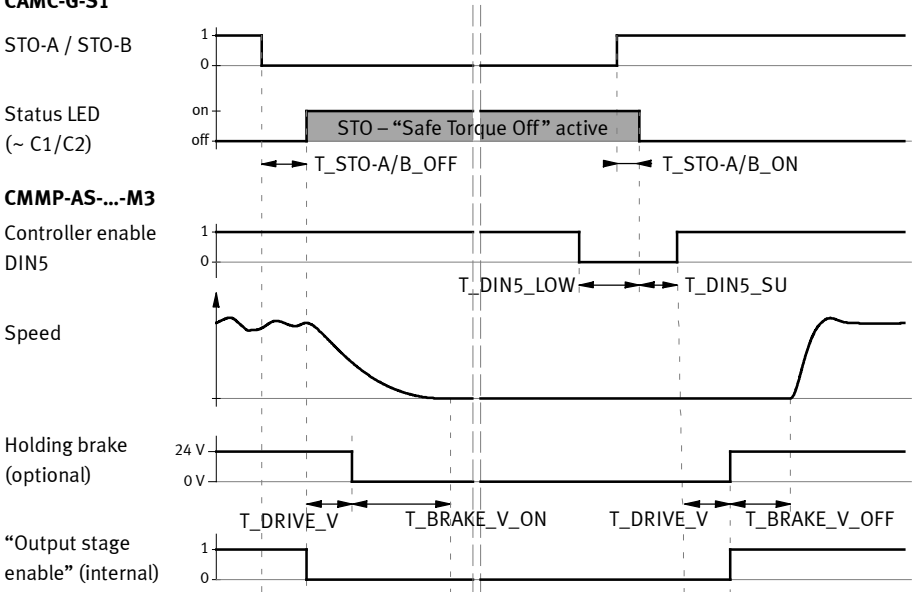 CAMC-G-S1
STO-A / STO-B
1
0
Status LED
(~ C1/C2)
on
off
STO – “Safe Torque Off” active
T_STO-A/B_OFF
T_STO-A/B_ON
CMMP-AS-...-M3
Controller enable
DIN5
1
0
T_DIN5_LOW
T_DIN5_SU
Speed
Holding brake
(optional)
24 V
0 V
T_DRIVE_V
T_BRAKE_V_ON
T_DRIVE_V
T_BRAKE_V_OFF
“Output stage
enable” (internal)
1
0